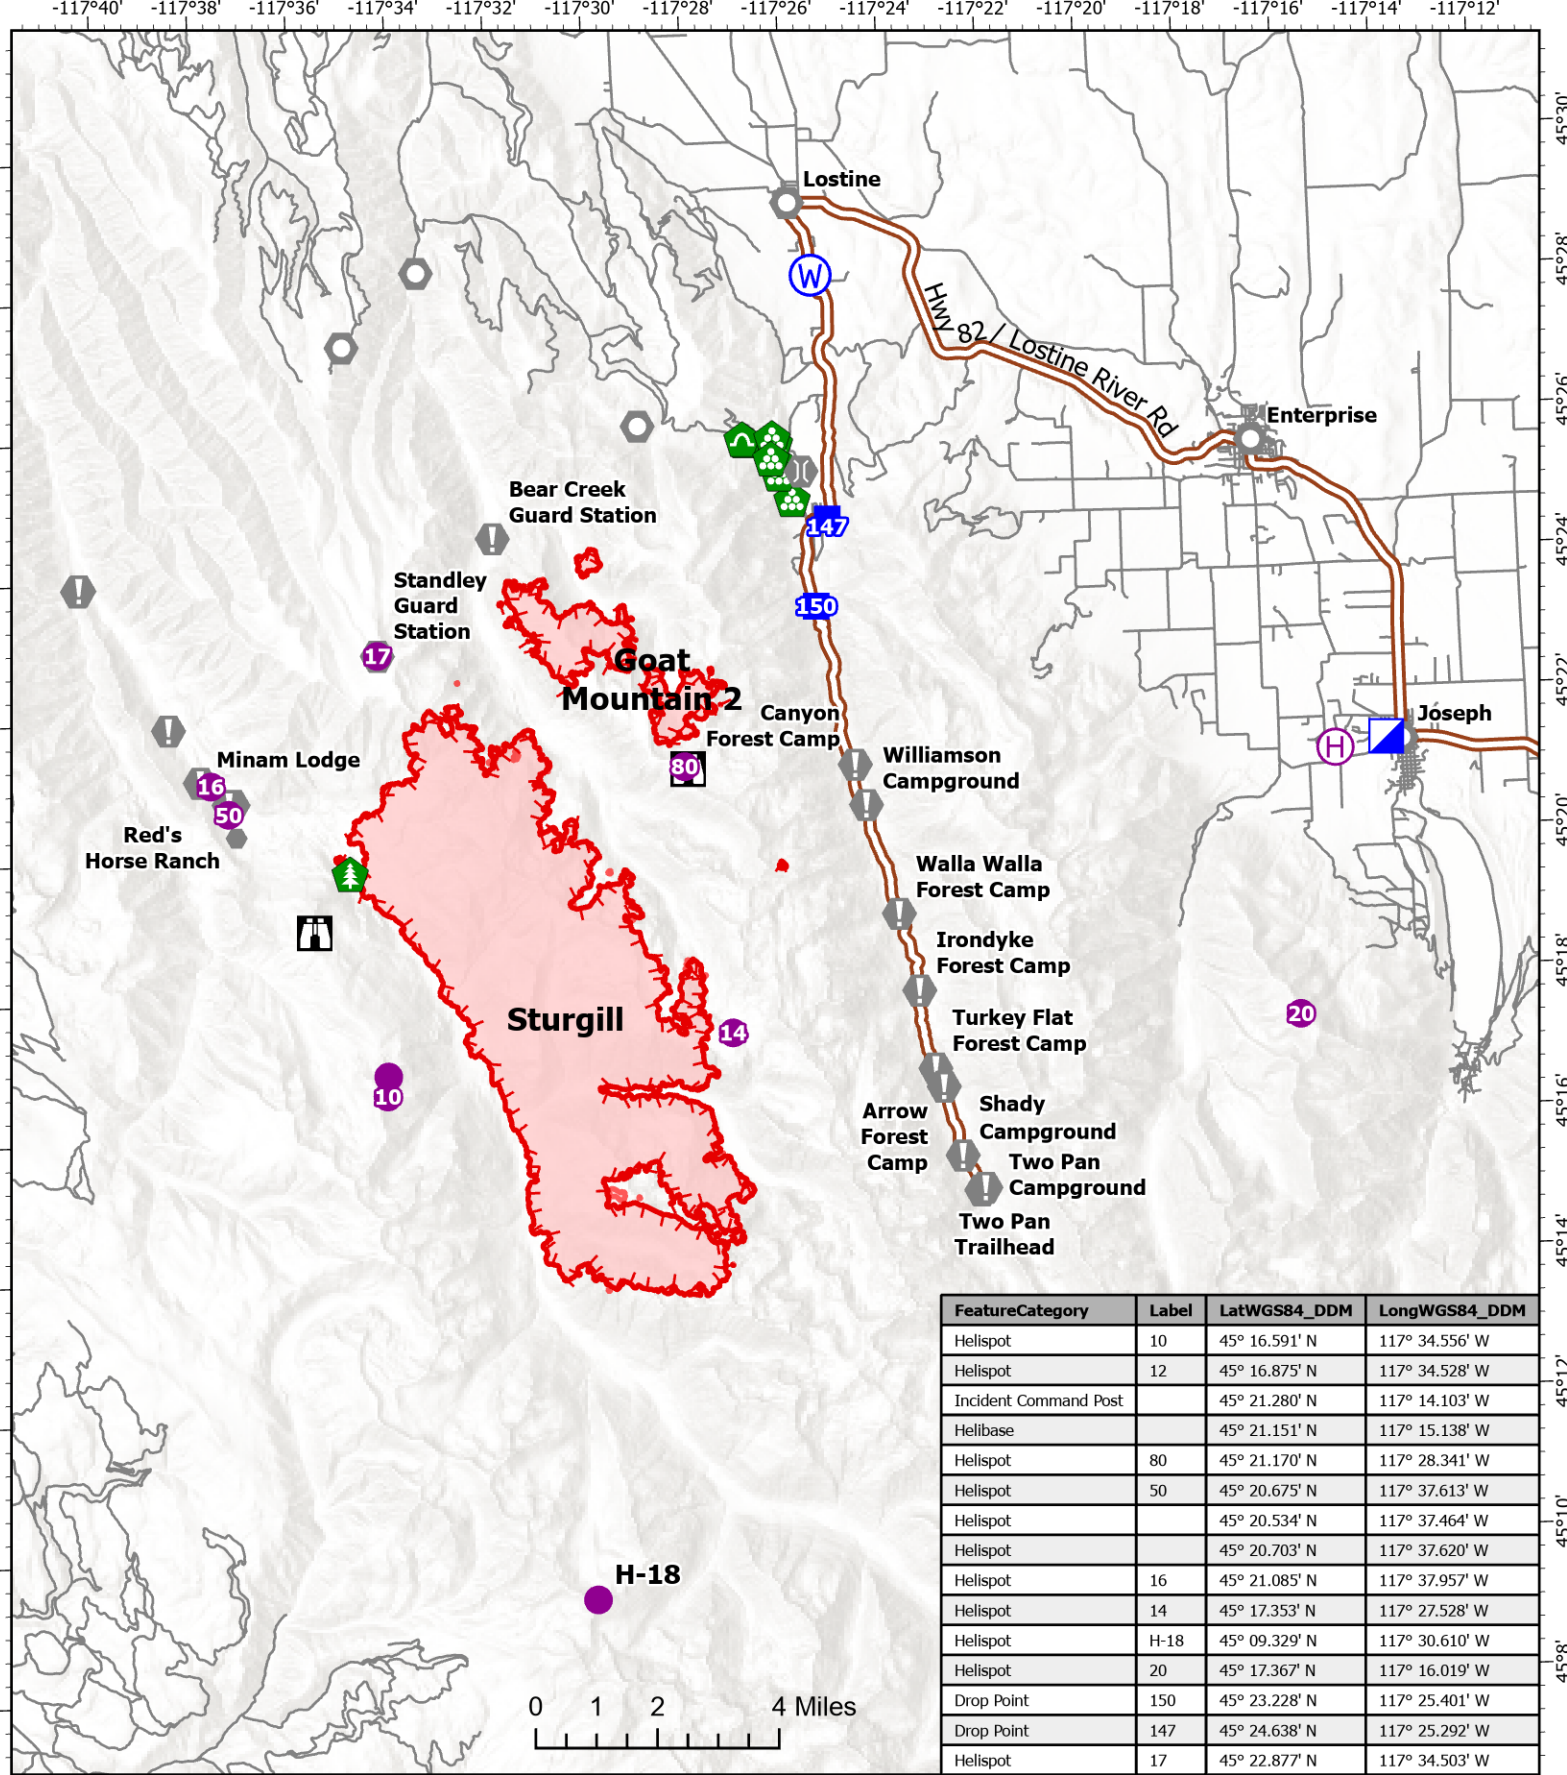 -117°40' -117°38' -117°36' -117°34' -117°32' -117°30' -117°28' -117°26' -117°24' -117°22' -117°20' -117°18' -117°16' -117°14' -117°12'
45°30'
Lostine
45°28'
W
Hwy 82 / Lostine River Rd
45°26'
Enterprise
Bear Creek
Guard Station
147
45°24'
Standley
Guard
Station
150
17
Goat
Mountain 2
45°22'
Canyon
Forest Camp
Joseph
H
Minam Lodge
80
Williamson
Campground
16
50
45°20'
Red's
Horse Ranch
Walla Walla
Forest Camp
Irondyke
Forest Camp
45°18'
Sturgill
14
20
Turkey Flat
Forest Camp
10
45°16'
Arrow
Forest
Camp
Shady
Campground
Two Pan
Campground
Two Pan
Trailhead
45°14'
45°12'
45°10'
45°8'
FeatureCategory Label LatWGS84_DDM LongWGS84_DDM
Helispot 10 45° 16.591' N 117° 34.556' W
Helispot 12 45° 16.875' N 117° 34.528' W
Incident Command Post 45° 21.280' N 117° 14.103' W
Helibase 45° 21.151' N 117° 15.138' W
Helispot 80 45° 21.170' N 117° 28.341' W
Helispot 50 45° 20.675' N 117° 37.613' W
Helispot 45° 20.534' N 117° 37.464' W
Helispot 45° 20.703' N 117° 37.620' W
Helispot 16 45° 21.085' N 117° 37.957' W
Helispot 14 45° 17.353' N 117° 27.528' W
Helispot H-18 45° 09.329' N 117° 30.610' W
Helispot 20 45° 17.367' N 117° 16.019' W
Drop Point 150 45° 23.228' N 117° 25.401' W
Drop Point 147 45° 24.638' N 117° 25.292' W
Helispot 17 45° 22.877' N 117° 34.503' W
H-18
0 1 2 4 Miles